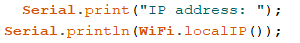 Serial.print("IP address: ");
Serial.println(WiFi.localIP());